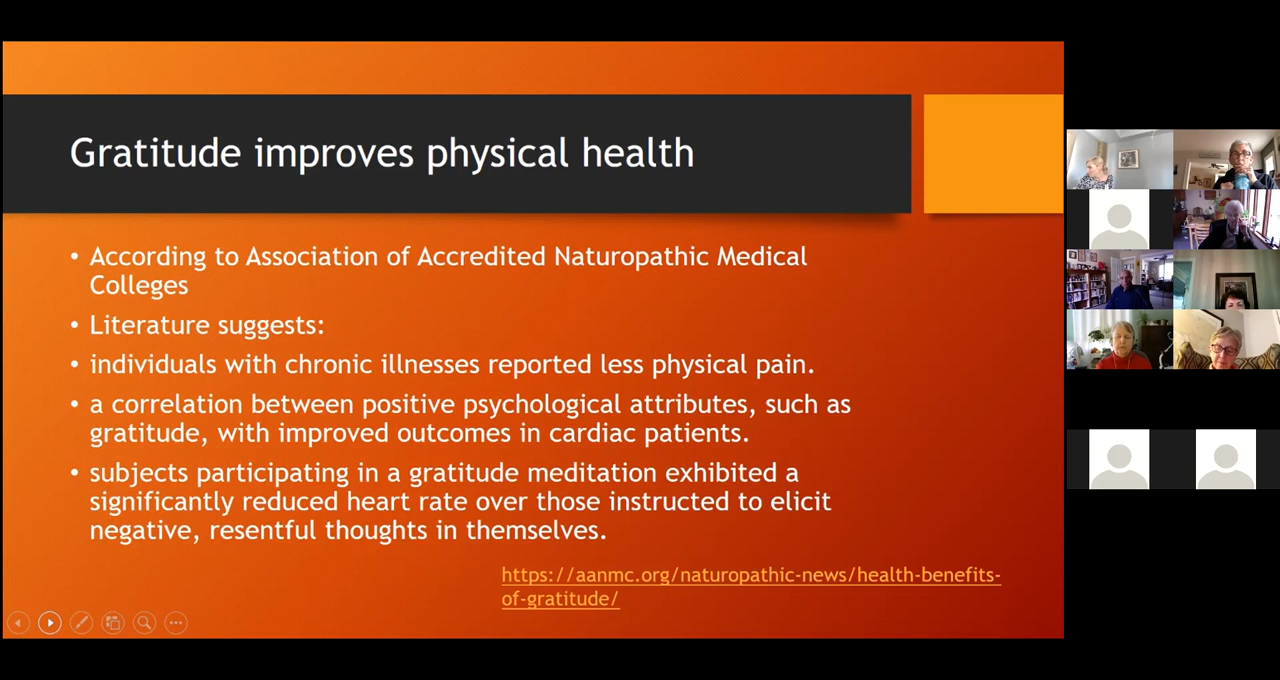 Gratitude improves physical health
• According to Association of Accredited Naturopathic Medical
Colleges
• Literature suggests:
• individuals with chronic illnesses reported less physical pain.
• a correlation between positive psychological attributes, such as
gratitude, with improved outcomes in cardiac patients.
• subjects participating in a gratitude meditation exhibited a
significantly reduced heart rate over those instructed to elicit
negative, resentful thoughts in themselves.
https://aanmc.org/naturopathic-news/health-benefits-
of-gratitude/